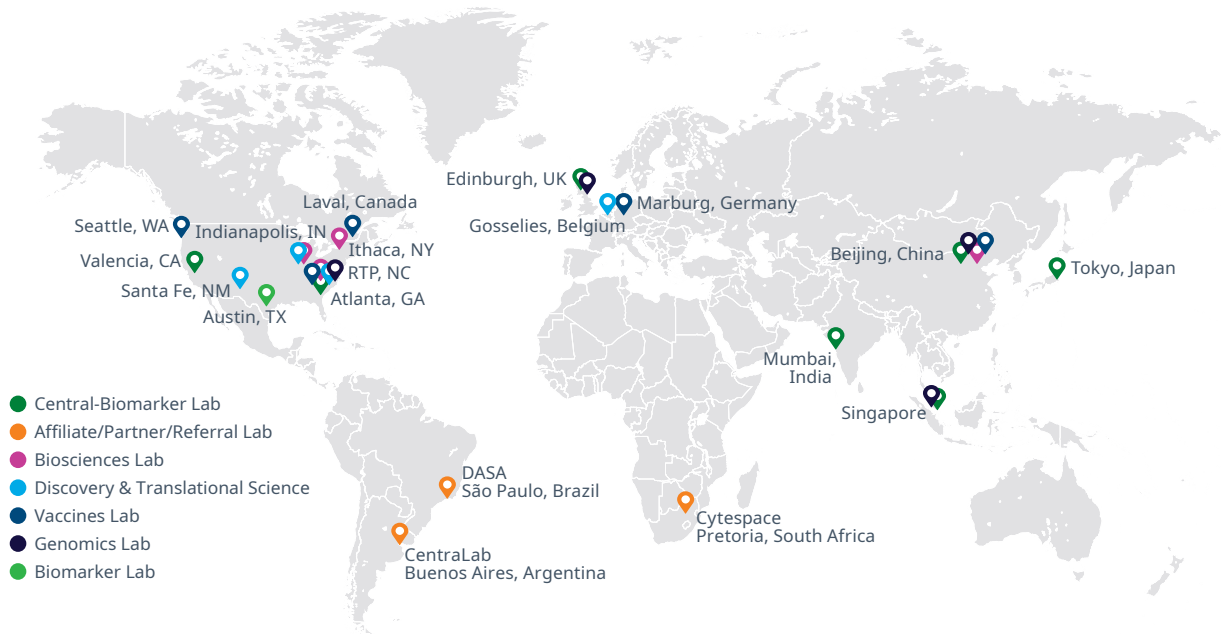 Edinburgh, UK
Laval, Canada
Marburg, Germany
Seattle, WA
Indianapolis, IN
Gosselies, Belgium
Ithaca, NY
Beijing, China
Valencia, CA
RTP, NC
Tokyo, Japan
Santa Fe, NM
Atlanta, GA
Austin, TX
Mumbai,
India
Singapore
Central-Biomarker Lab
Affiliate/Partner/Referral Lab
Biosciences Lab
Discovery & Translational Science
Vaccines Lab
Genomics Lab
Biomarker Lab
DASA
São Paulo, Brazil
Cytespace
Pretoria, South Africa
CentraLab
Buenos Aires, Argentina